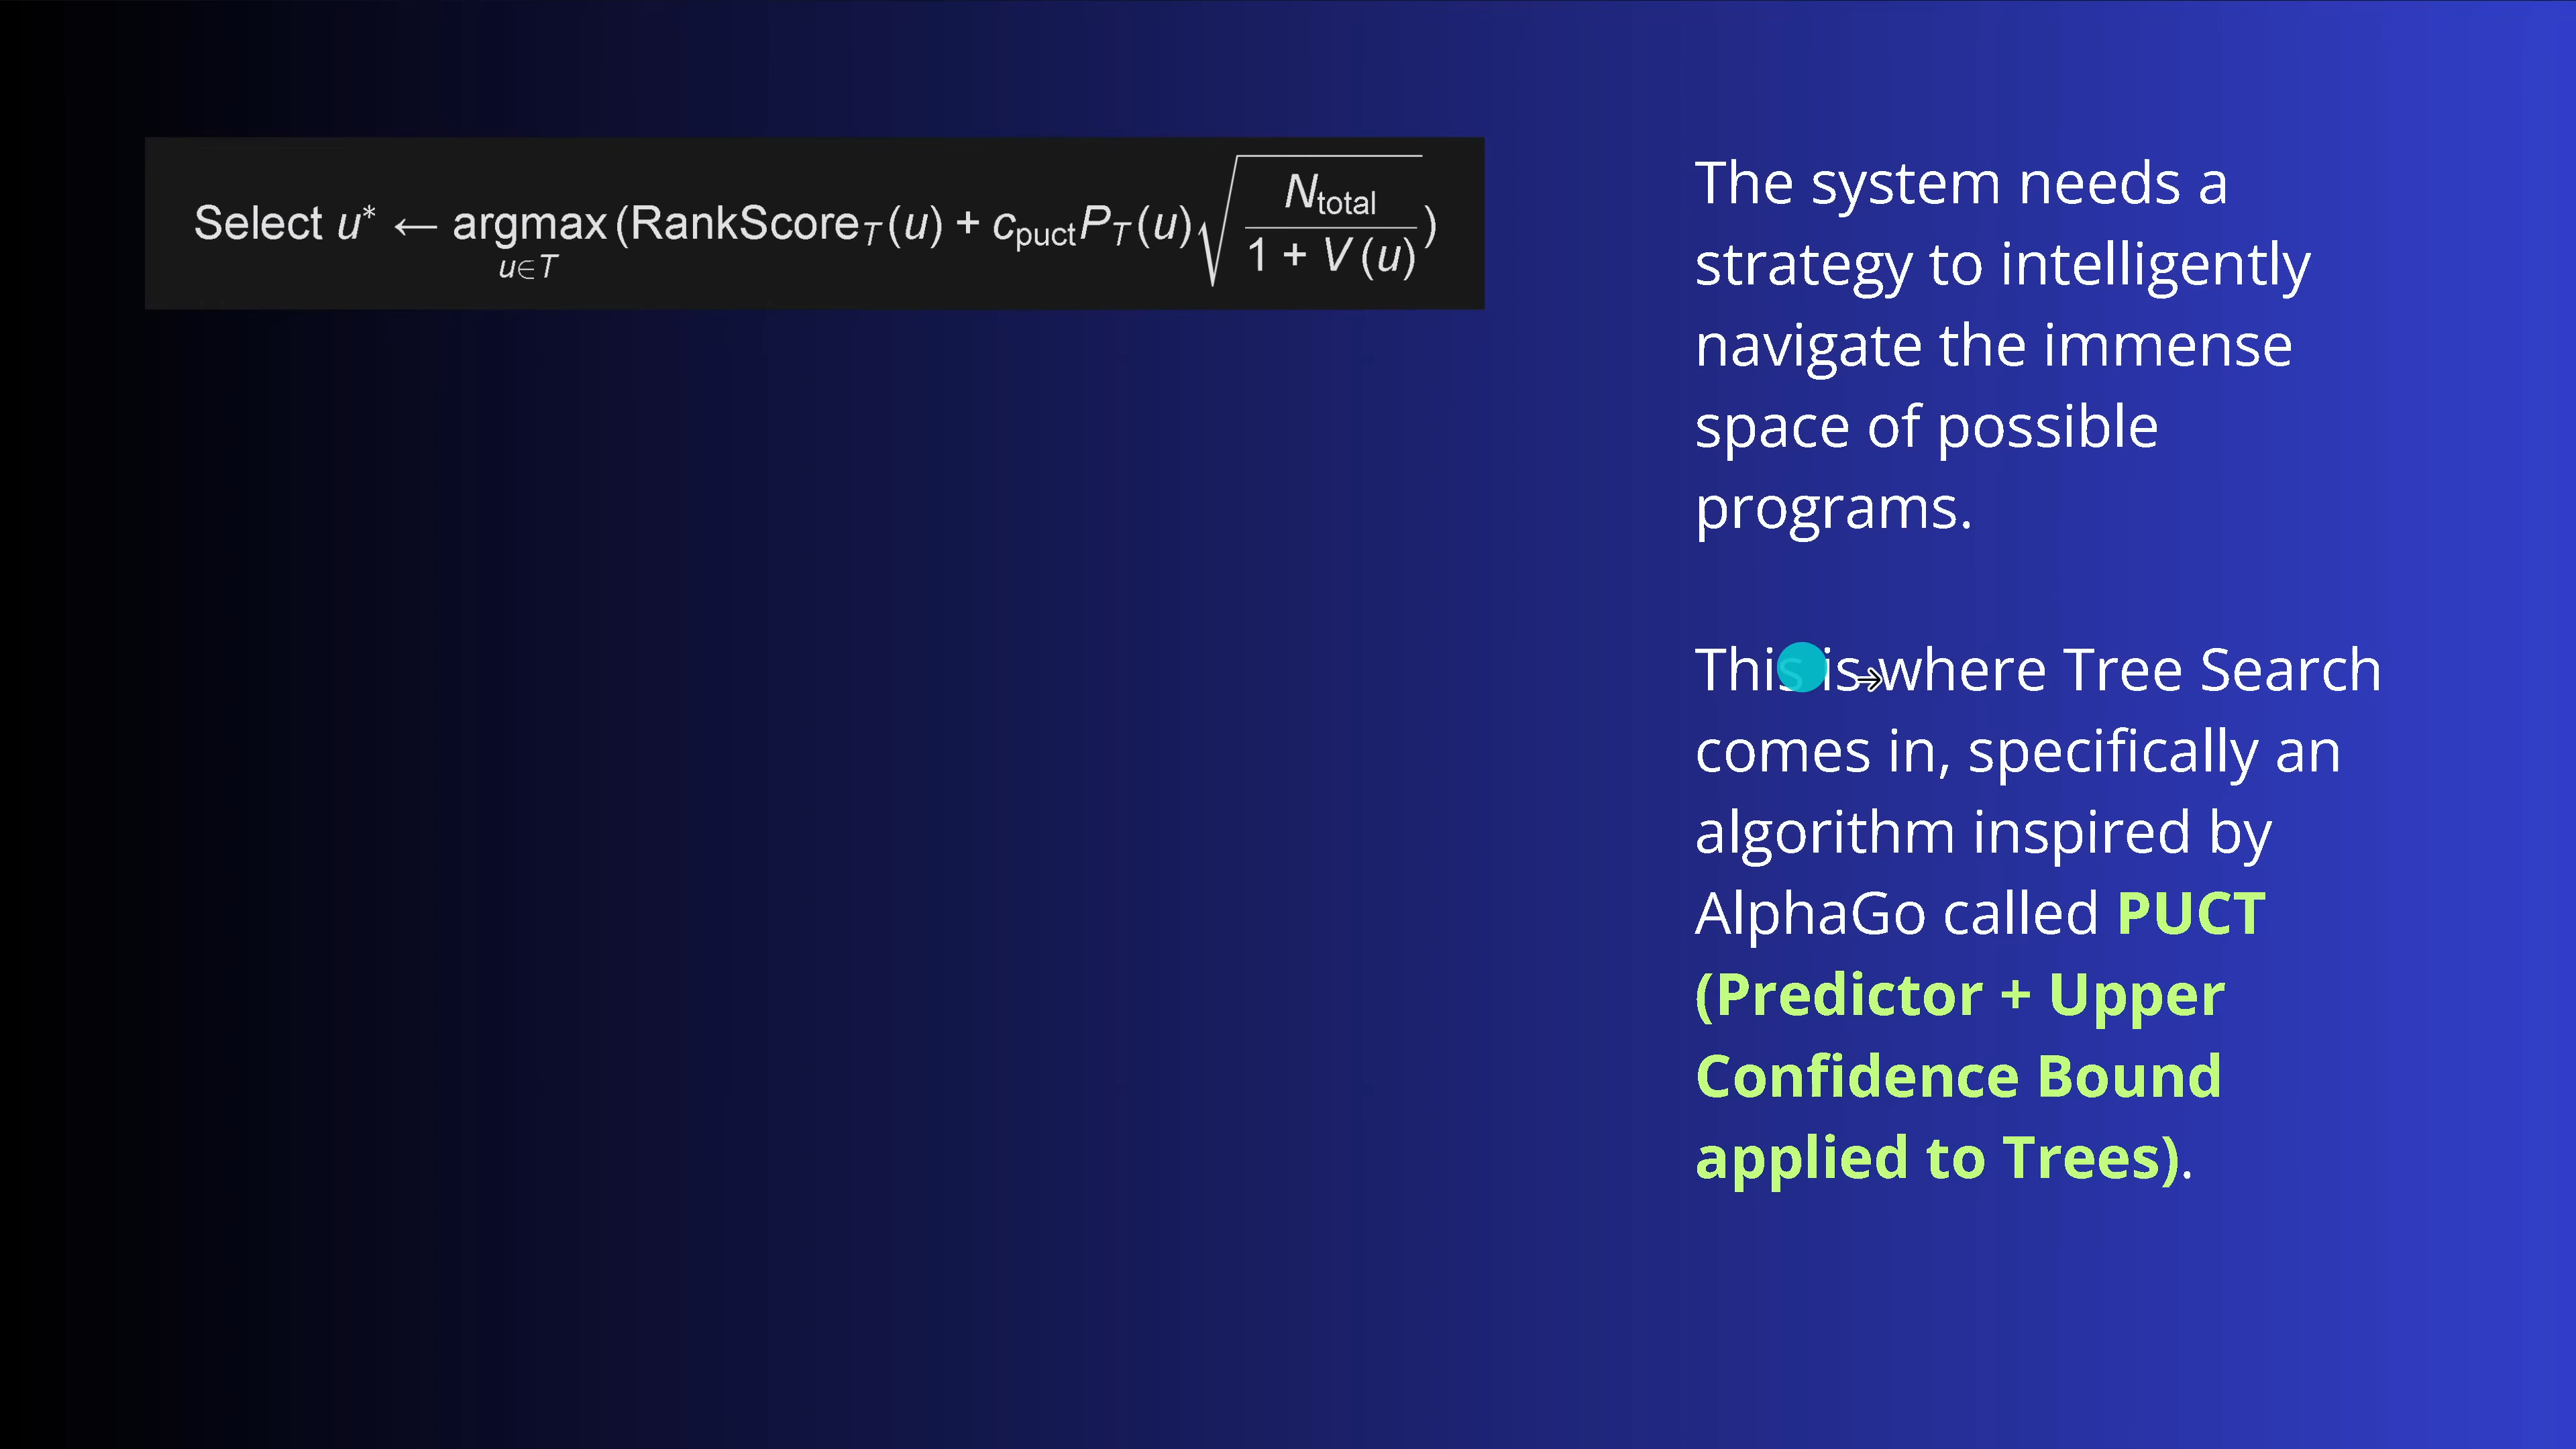 Select u* ← argmax (RankScore_T(u) + c_puct P_T(u) √(N_total / (1 + V(u))))
u∈T
The system needs a
strategy to intelligently
navigate the immense
space of possible
programs.
This is where Tree Search
comes in, specifically an
algorithm inspired by
AlphaGo called PUCT
(Predictor + Upper
Confidence Bound
applied to Trees).